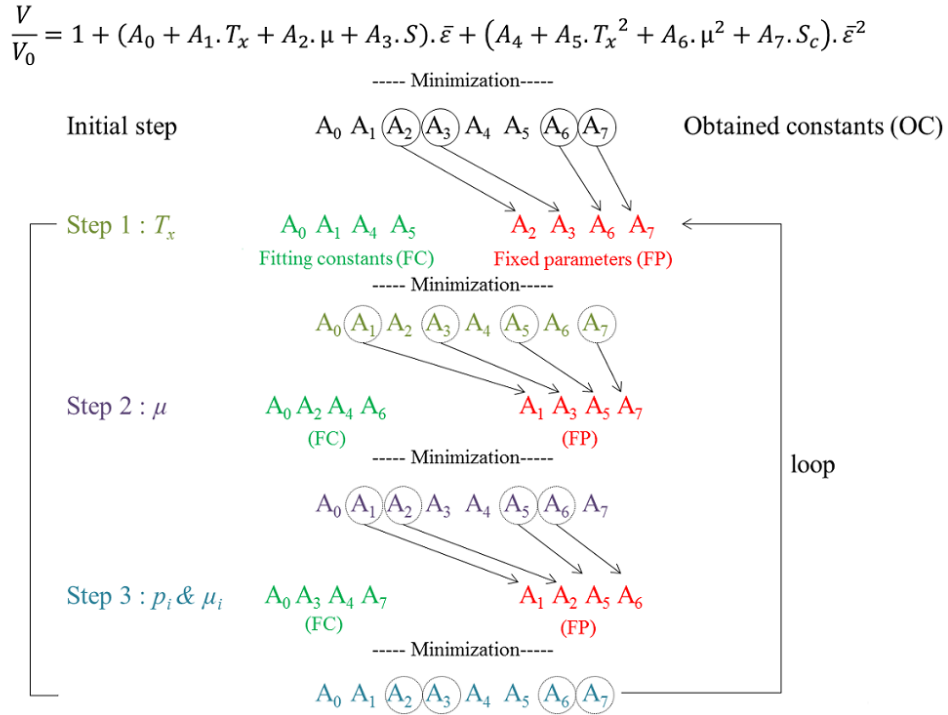 V/V₀ = 1 + (A₀ + A₁.Tₓ + A₂.μ + A₃.S).ε̄ + (A₄ + A₅.Tₓ² + A₆.μ² + A₇.S_c).ε̄²
----- Minimization-----
Initial step A₀ A₁ A₂ A₃ A₄ A₅ A₆ A₇ Obtained constants (OC)
Step 1 : Tₓ A₀ A₁ A₄ A₅ A₂ A₃ A₆ A₇
Fitting constants (FC) Fixed parameters (FP)
----- Minimization-----
A₀ A₁ A₂ A₃ A₄ A₅ A₆ A₇
Step 2 : μ A₀ A₂ A₄ A₆ A₁ A₃ A₅ A₇
(FC) (FP)
----- Minimization-----
loop
A₀ A₁ A₂ A₃ A₄ A₅ A₆ A₇
Step 3 : pᵢ & μᵢ A₀ A₃ A₄ A₇ A₁ A₂ A₅ A₆
(FC) (FP)
----- Minimization-----
A₀ A₁ A₂ A₃ A₄ A₅ A₆ A₇